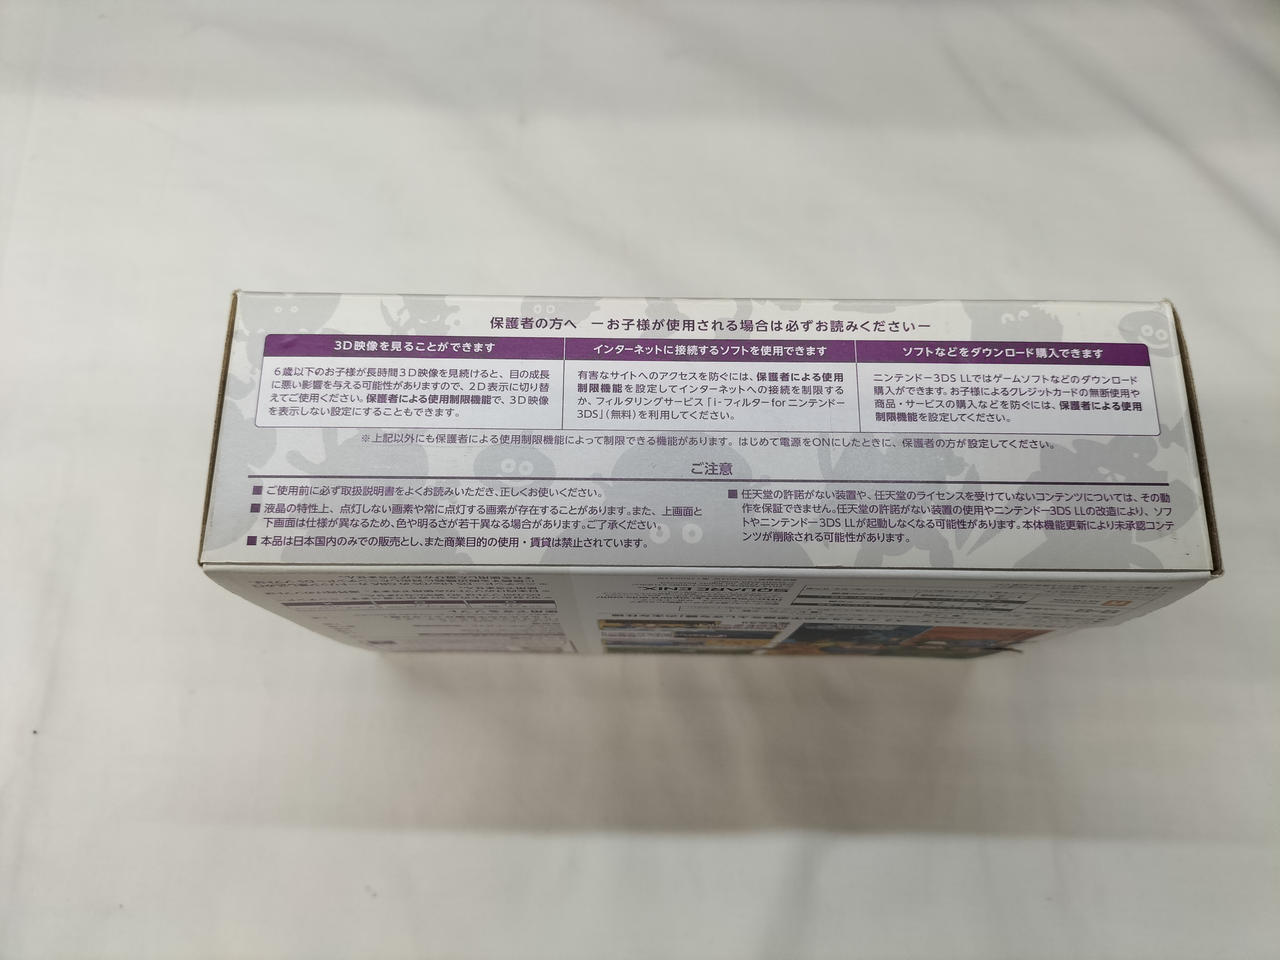 保護者の方へ ーお子様が使用される場合は必ずお読みくださいー
3D映像を見ることができます
6歳以下のお子様が長時間3D映像を見続けると、目の成長
に悪い影響を与える可能性がありますので、2D表示に切り替
えてご使用ください。保護者による使用制限機能で、3D映像
を表示しない設定にすることもできます。
インターネットに接続するソフトを使用できます
有害なサイトへのアクセスを防ぐには、保護者による使用
制限機能を設定してインターネットへの接続を制限する
か、フィルタリングサービス「i-フィルター for ニンテンドー
3DS」(無料)を利用してください。
ソフトなどをダウンロード購入できます
ニンテンドー3DS LLではゲームソフトなどのダウンロード
購入ができます。お子様によるクレジットカードの無断使用や
商品・サービスの購入などを防ぐには、保護者による使用
制限機能を設定してください。
※上記以外にも保護者による使用制限機能によって制限できる機能があります。はじめて電源をONにしたときに、保護者の方が設定してください。
ご注意
■ ご使用前に必ず取扱説明書をよくお読みいただき、正しくお使いください。
■ 液晶の特性上、点灯しない画素や常に点灯する画素が存在することがあります。また、上画面と
下画面は仕様が異なるため、色や明るさが若干異なる場合があります。ご了承ください。
■ 本品は日本国内のみでの販売とし、また商業目的の使用・賃貸は禁止されています。
■ 任天堂の許諾がない装置や、任天堂のライセンスを受けていないコンテンツについては、その動
作を保証できません。任天堂の許諾がない装置の使用やニンテンドー3DS LLの改造により、ソフ
トやニンテンドー3DS LLが起動しなくなる可能性があります。本体機能更新により未承認コンテ
ンツが削除される可能性があります。
SQUARE ENIX